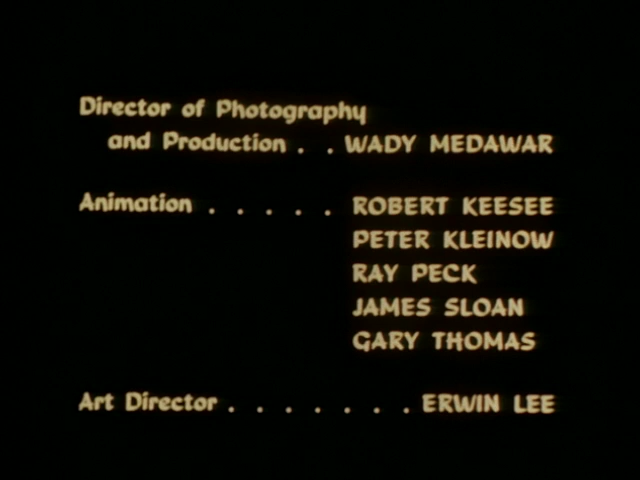 Director of Photography
and Production . . WADY MEDAWAR
Animation . . . . . ROBERT KEESEE
PETER KLEINOW
RAY PECK
JAMES SLOAN
GARY THOMAS
Art Director . . . . . . . ERWIN LEE